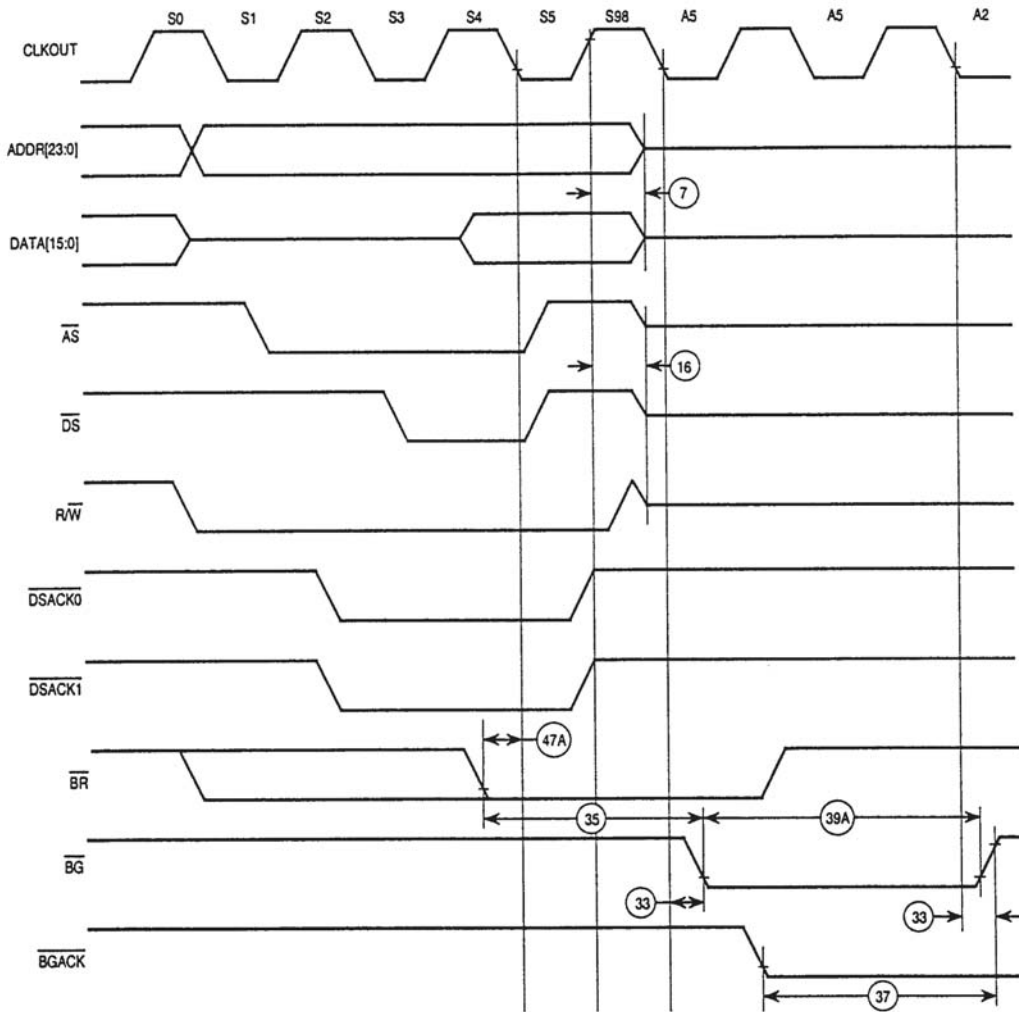 S0 S1 S2 S3 S4 S5 S98 A5 A5 A2
CLKOUT
ADDR[23:0]
7
DATA[15:0]
AS
16
DS
R/W
DSACK0
DSACK1
47A
BR
35 39A
BG
33 33
BGACK
37